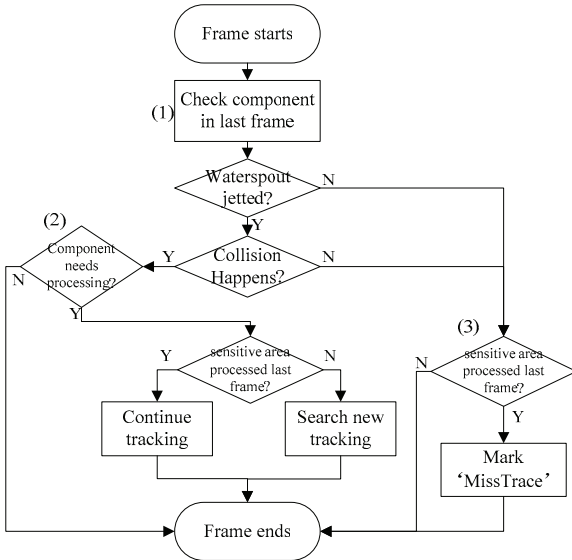 Frame starts
(1)
Check component
in last frame
Waterspout
jetted?
N
Y
(2)
Component
needs
processing?
N
Y
Y
Collision
Happens?
N
(3)
sensitive area
processed last
frame?
N
Y
Y
sensitive area
processed last
frame?
N
Continue
tracking
Search new
tracking
Mark
‘MissTrace’
Frame ends